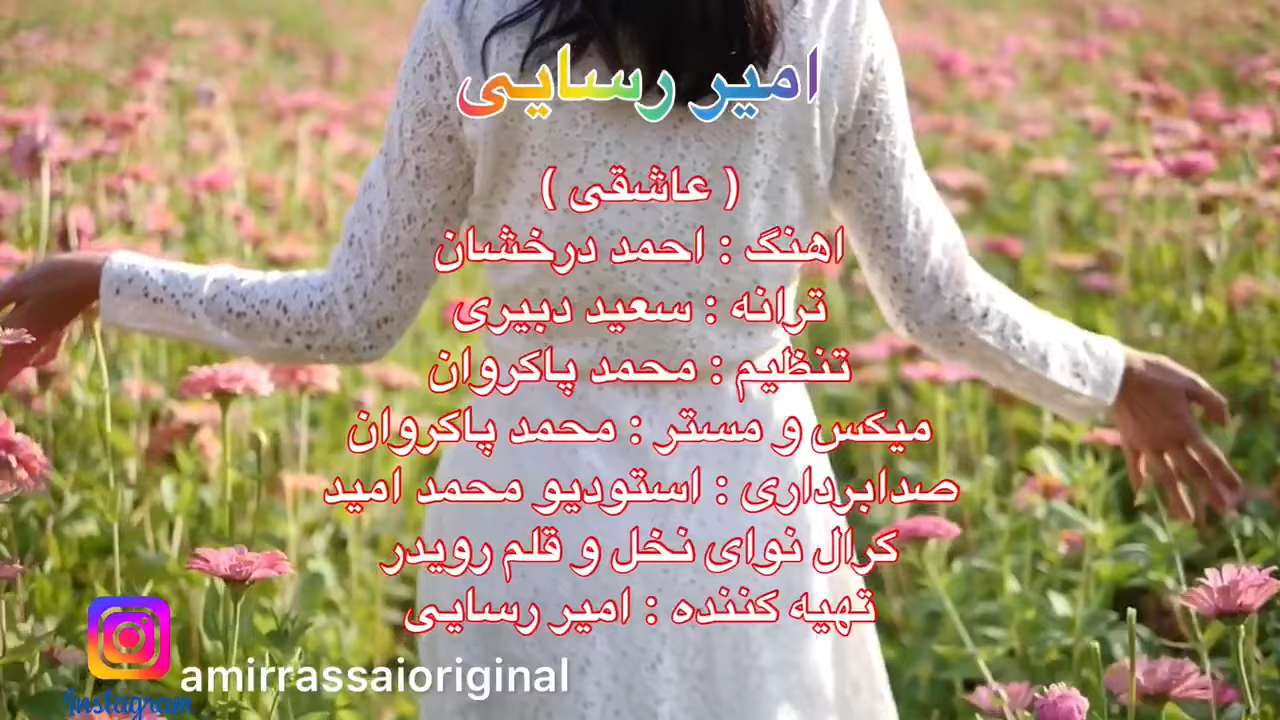 امیر رسایی
( عاشقی )
اهنگ : احمد درخشان
ترانه : سعید دبیری
تنظیم : محمد پاکروان
میکس و مستر : محمد پاکروان
صدابرداری : استودیو محمد امید
کرال نوای نخل و قلم رویدر
تهیه کننده : امیر رسایی
amirrassaioriginal
Instagram